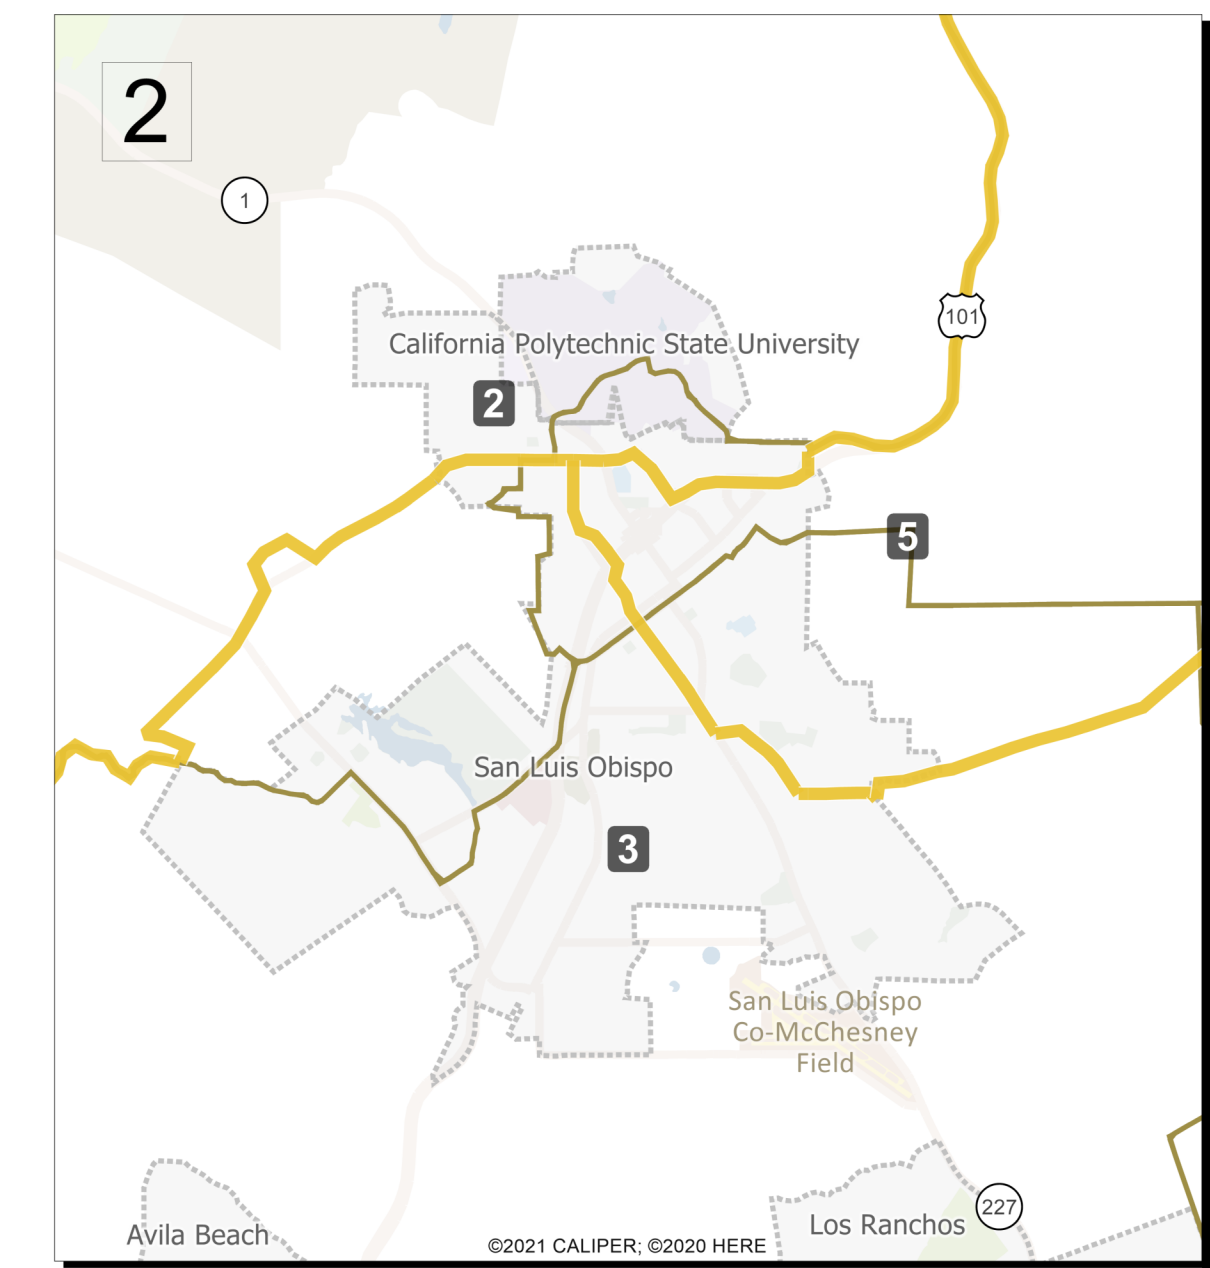 2
1
101
California Polytechnic State University
2
5
San Luis Obispo
3
San Luis Obispo
Co-McChesney
Field
227
Los Ranchos
Avila Beach
©2021 CALIPER; ©2020 HERE